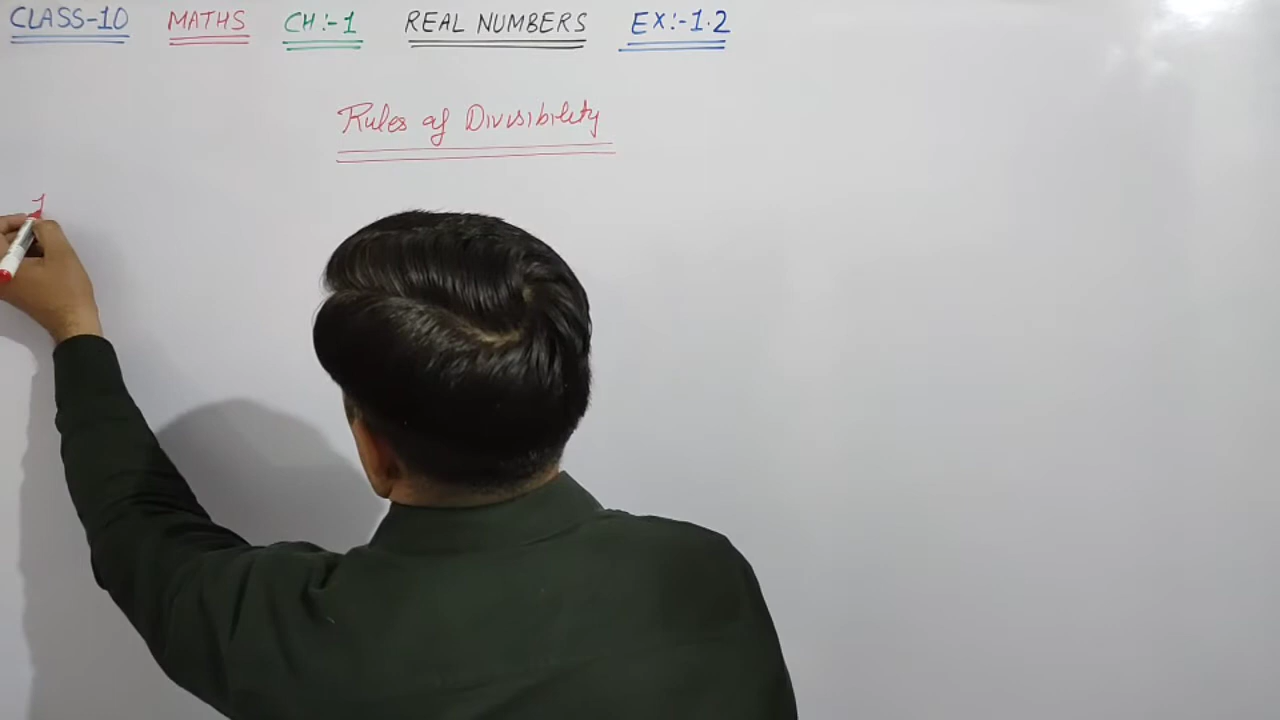 CLASS-10 MATHS CH:-1 REAL NUMBERS EX:-1.2
Rules of Divisibility